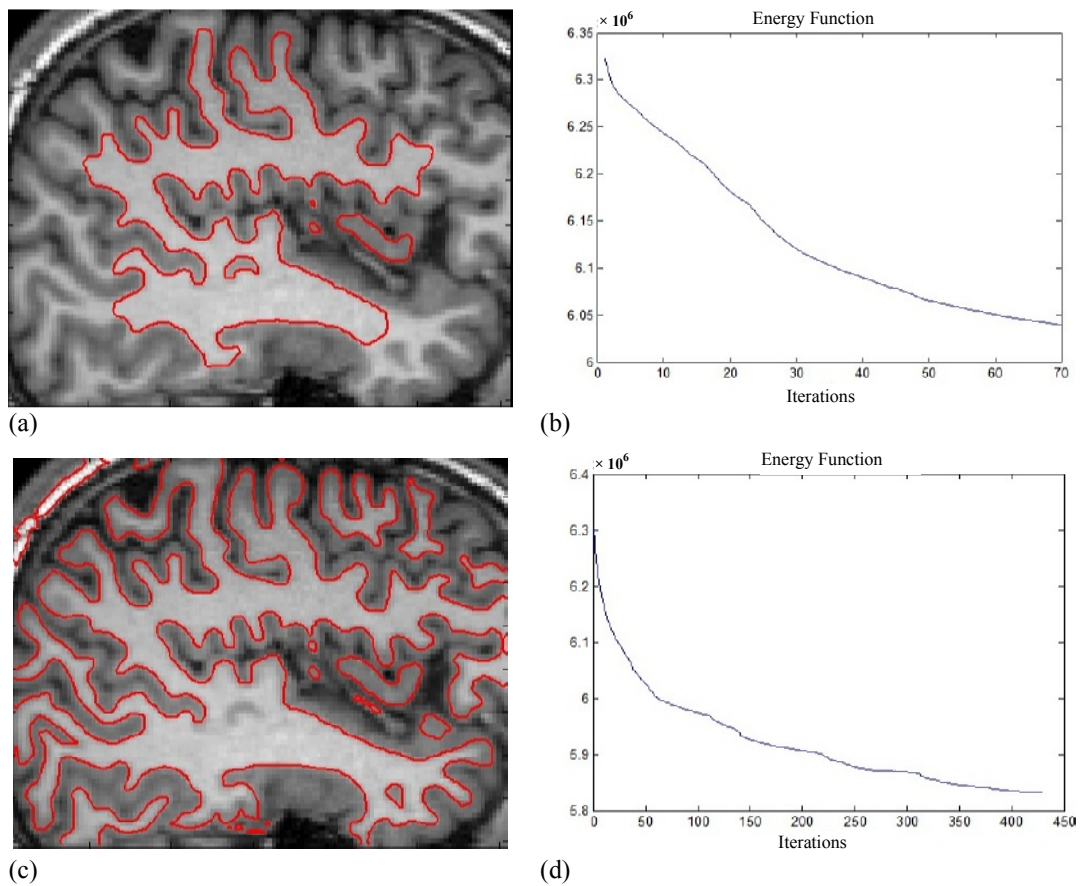 Energy Function
× 10⁶
6.35
6.3
6.25
6.2
6.15
6.1
6.05
6
0 10 20 30 40 50 60 70
Iterations
(a) (b)
Energy Function
× 10⁶
6.4
6.3
6.2
6.1
6
5.9
5.8
0 50 100 150 200 250 300 350 400 450
Iterations
(c) (d)